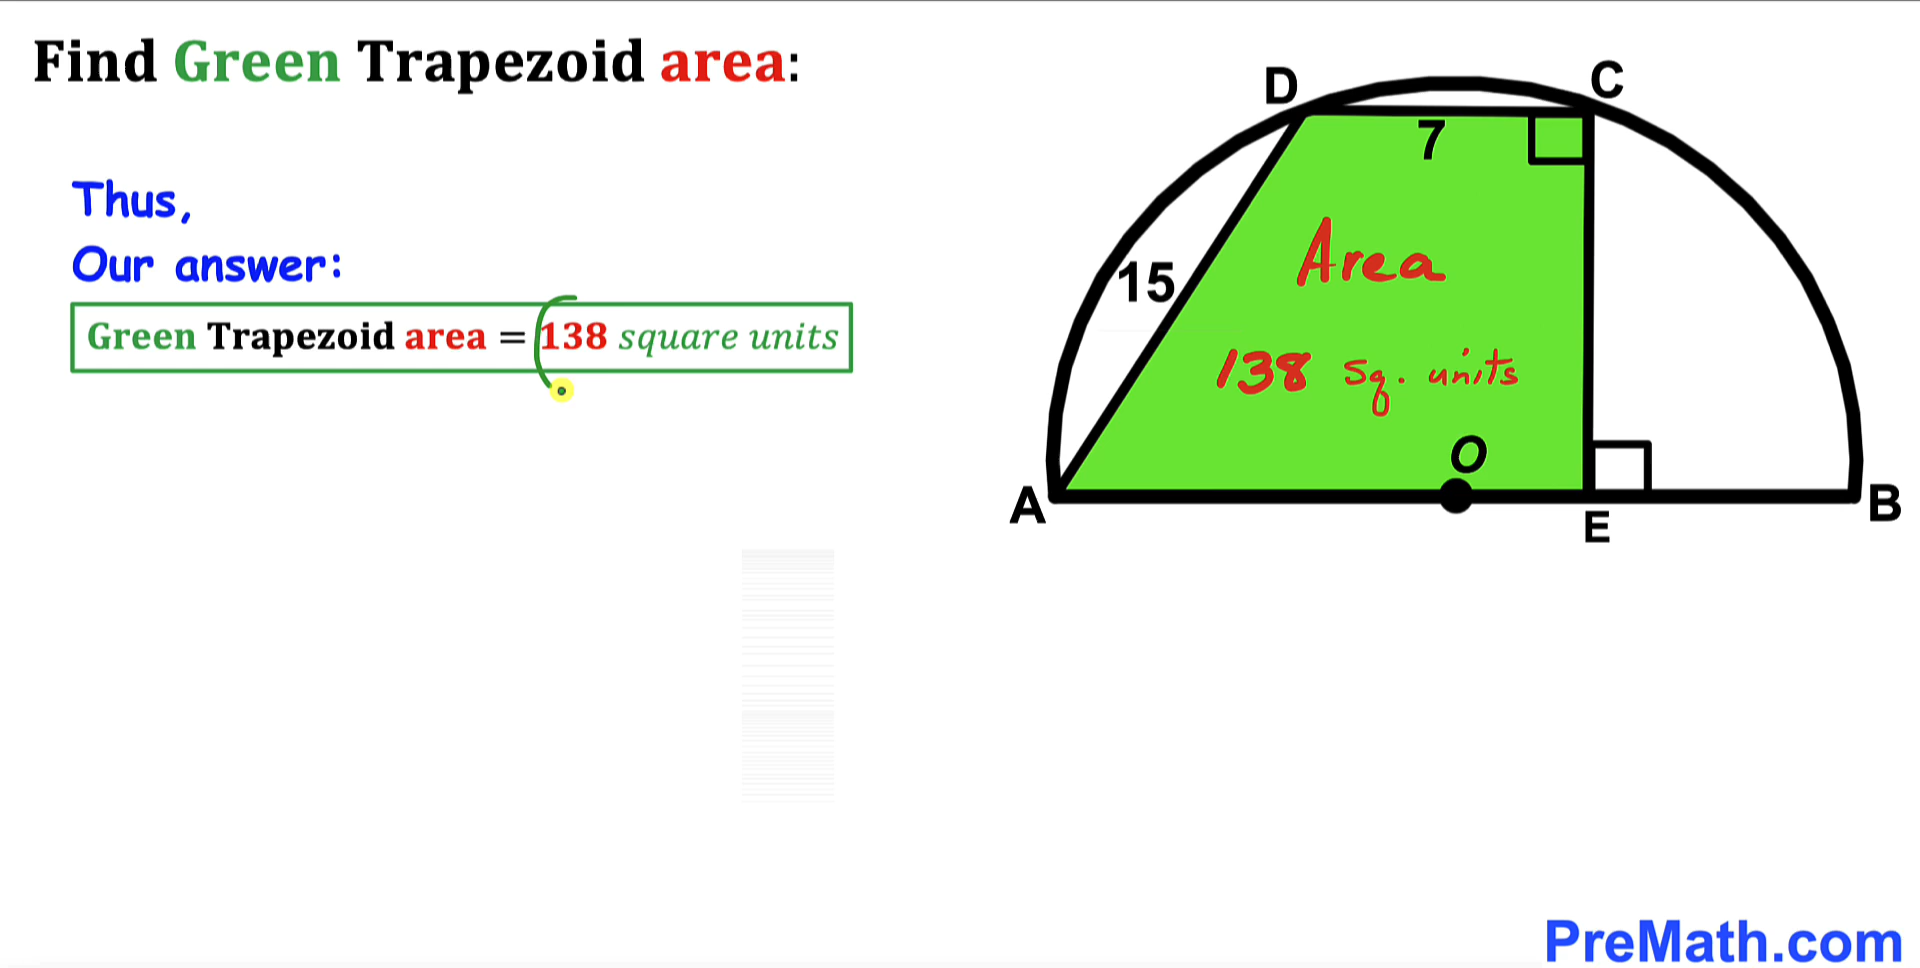 Find Green Trapezoid area:
Thus,
Our answer:
Green Trapezoid area = 138 square units
D
C
7
15
Area
138 sq. units
O
A
E
B
PreMath.com